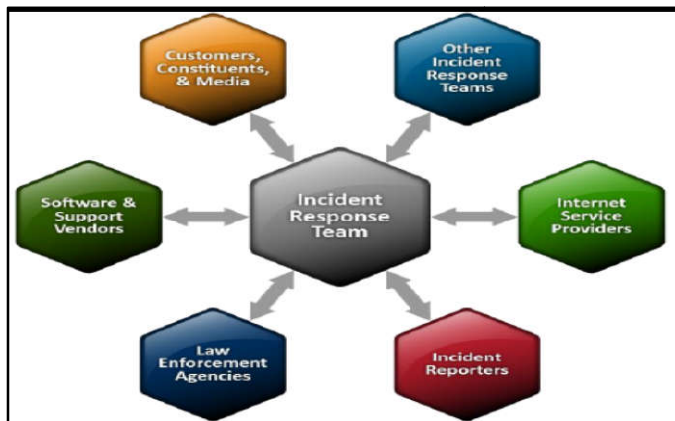 Customers,
Constituents,
& Media
Other
Incident
Response
Teams
Software &
Support
Vendors
Incident
Response
Team
Internet
Service
Providers
Law
Enforcement
Agencies
Incident
Reporters